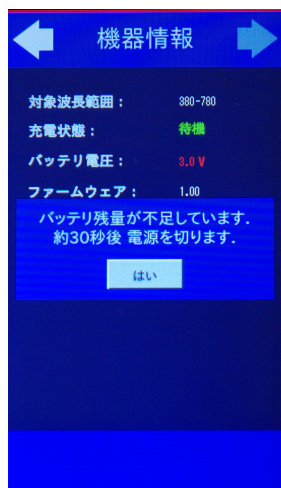 機器情報
対象波長範囲： 380-780
充電状態： 待機
バッテリ電圧： 3.0 V
ファームウェア： 1.00
バッテリ残量が不足しています.
約30秒後 電源を切ります.
はい